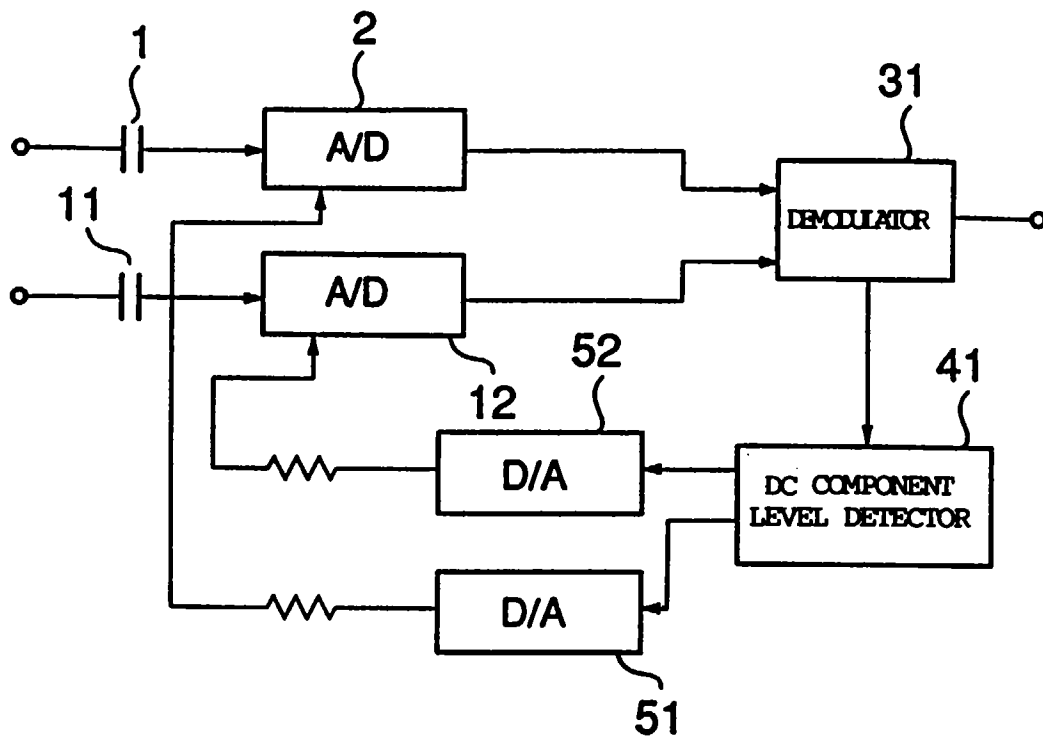 1
2
A/D
31
DEMODULATOR
11
A/D
12
52
41
D/A
DC COMPONENT
LEVEL DETECTOR
D/A
51